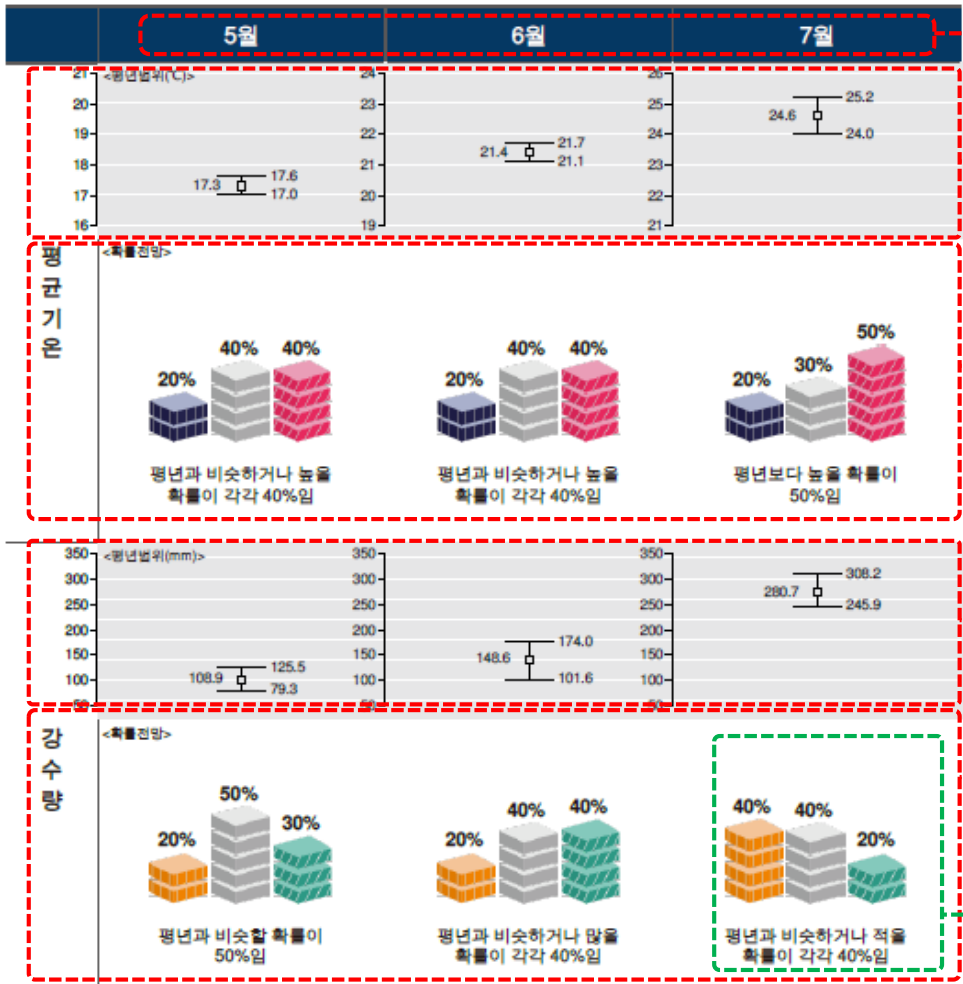 5월 6월 7월
<평년범위(℃)>
21 24 26
20 23 25
19 22 24
18 21 23
17 20 22
16 19 21
17.3 17.6 17.0
21.4 21.7 21.1
24.6 25.2 24.0
평균기온
<확률전망>
20% 40% 40%
20% 40% 40%
20% 30% 50%
평년과 비슷하거나 높을
확률이 각각 40%임
평년과 비슷하거나 높을
확률이 각각 40%임
평년보다 높을 확률이
50%임
<평년범위(mm)>
350 350 350
300 300 300
250 250 250
200 200 200
150 150 150
100 100 100
50 50 50
108.9 125.5 79.3
148.6 174.0 101.6
280.7 308.2 245.9
강수량
<확률전망>
20% 50% 30%
20% 40% 40%
40% 40% 20%
평년과 비슷할 확률이
50%임
평년과 비슷하거나 많을
확률이 각각 40%임
평년과 비슷하거나 적을
확률이 각각 40%임